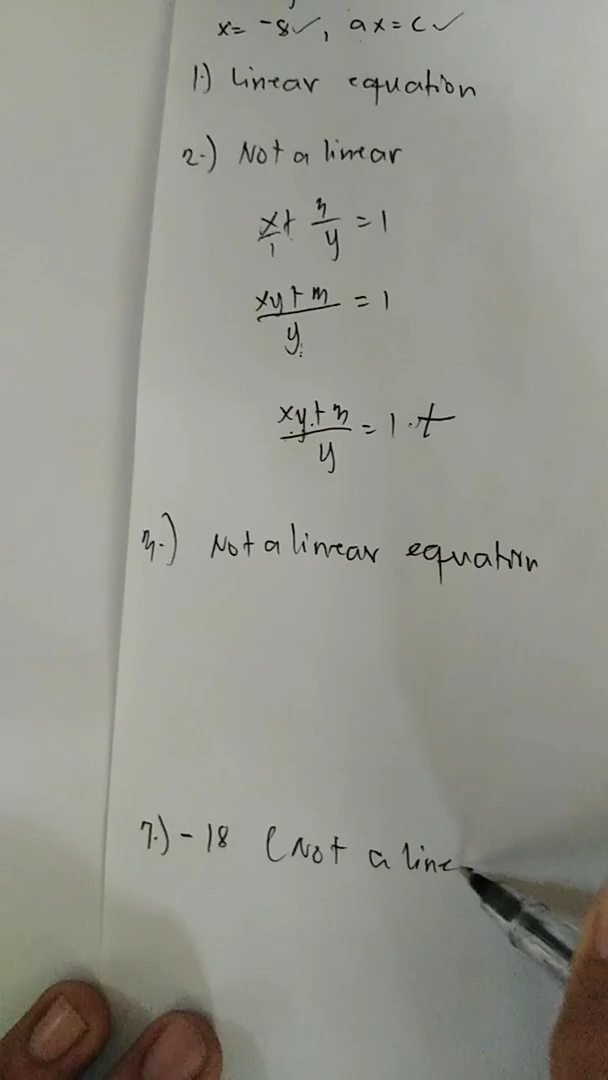 x = -8 ✓, ax = c ✓
1.) Linear equation
2.) Not a linear
x/1 + 3/y = 1
xy + 3 / y = 1
xy + 3 / y = 1 · t
3.) Not a linear equation
7.) -18 (Not a line